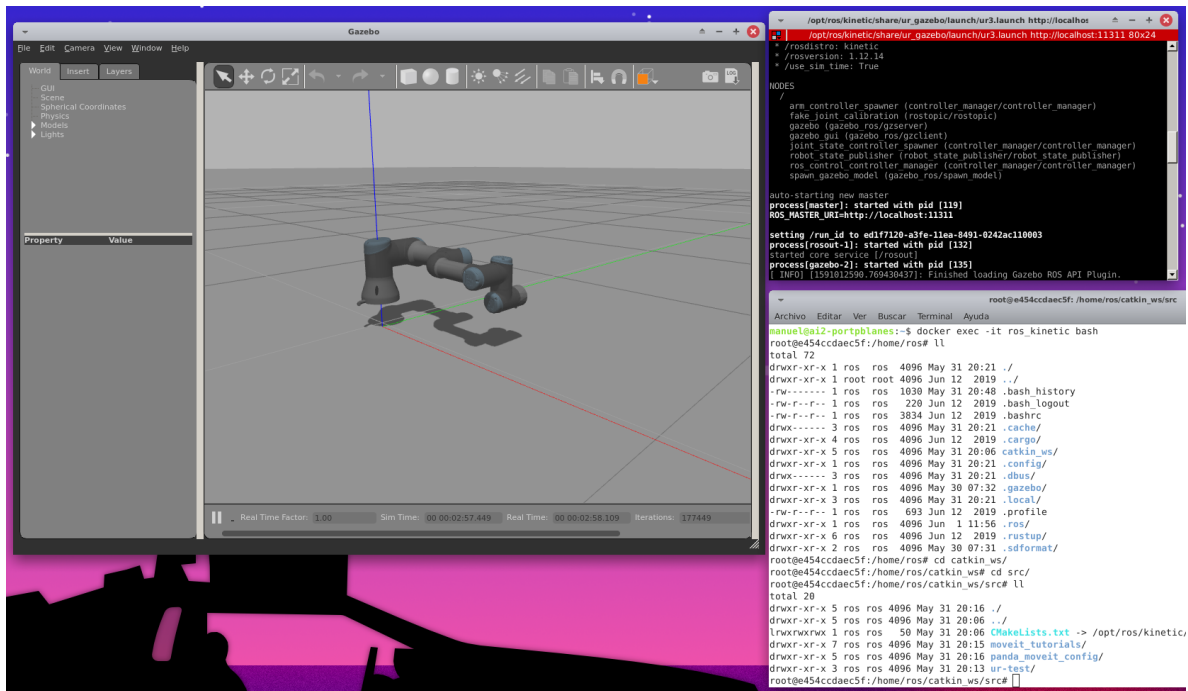 Gazebo
File Edit Camera View Window Help
World Insert Layers
GUI
Scene
Spherical Coordinates
Physics
Models
Lights
Property Value
LOG
Real Time Factor: 1.00 Sim Time: 00 00:02:57.449 Real Time: 00 00:02:58.109 Iterations: 177449
/opt/ros/kinetic/share/ur_gazebo/launch/ur3.launch http://localhos
/opt/ros/kinetic/share/ur_gazebo/launch/ur3.launch http://localhost:11311 80x24
* /rosdistro: kinetic
* /rosversion: 1.12.14
* /use_sim_time: True
NODES
/
arm_controller_spawner (controller_manager/controller_manager)
fake_joint_calibration (rostopic/rostopic)
gazebo (gazebo_ros/gzserver)
gazebo_gui (gazebo_ros/gzclient)
joint_state_controller_spawner (controller_manager/controller_manager)
robot_state_publisher (robot_state_publisher/robot_state_publisher)
ros_control_controller_manager (controller_manager/controller_manager)
spawn_gazebo_model (gazebo_ros/spawn_model)
auto-starting new master
process[master]: started with pid [119]
ROS_MASTER_URI=http://localhost:11311
setting /run_id to ed1f7120-a3fe-11ea-8491-0242ac110003
process[rosout-1]: started with pid [132]
started core service [/rosout]
process[gazebo-2]: started with pid [135]
[ INFO] [1591012590.769430437]: Finished loading Gazebo ROS API Plugin.
root@e454ccdaec5f: /home/ros/catkin_ws/src
Archivo Editar Ver Buscar Terminal Ayuda
manuel@ai2-portplanes:~$ docker exec -it ros_kinetic bash
root@e454ccdaec5f:/home/ros# ll
total 72
drwxr-xr-x 1 ros ros 4096 May 31 20:21 ./
drwxr-xr-x 1 root root 4096 Jun 12 2019 ../
-rw------- 1 ros ros 1030 May 31 20:48 .bash_history
-rw-r--r-- 1 ros ros 220 Jun 12 2019 .bash_logout
-rw-r--r-- 1 ros ros 3834 Jun 12 2019 .bashrc
drwx------ 3 ros ros 4096 May 31 20:21 .cache/
drwxr-xr-x 4 ros ros 4096 Jun 12 2019 .cargo/
drwxr-xr-x 5 ros ros 4096 May 31 20:06 catkin_ws/
drwxr-xr-x 1 ros ros 4096 May 31 20:21 .config/
drwx------ 3 ros ros 4096 May 31 20:21 .dbus/
drwxr-xr-x 1 ros ros 4096 May 30 07:32 .gazebo/
drwxr-xr-x 3 ros ros 4096 May 31 20:21 .local/
-rw-r--r-- 1 ros ros 693 Jun 12 2019 .profile
drwxr-xr-x 1 ros ros 4096 Jun 1 11:56 .ros/
drwxr-xr-x 6 ros ros 4096 Jun 12 2019 .rustup/
drwxr-xr-x 2 ros ros 4096 May 30 07:31 .sdformat/
root@e454ccdaec5f:/home/ros# cd catkin_ws/
root@e454ccdaec5f:/home/ros/catkin_ws# cd src/
root@e454ccdaec5f:/home/ros/catkin_ws/src# ll
total 20
drwxr-xr-x 5 ros ros 4096 May 31 20:16 ./
drwxr-xr-x 5 ros ros 4096 May 31 20:06 ../
lrwxrwxrwx 1 ros ros 50 May 31 20:06 CMakeLists.txt -> /opt/ros/kinetic/
drwxr-xr-x 7 ros ros 4096 May 31 20:15 moveit_tutorials/
drwxr-xr-x 5 ros ros 4096 May 31 20:16 panda_moveit_config/
drwxr-xr-x 3 ros ros 4096 May 31 20:13 ur-test/
root@e454ccdaec5f:/home/ros/catkin_ws/src#